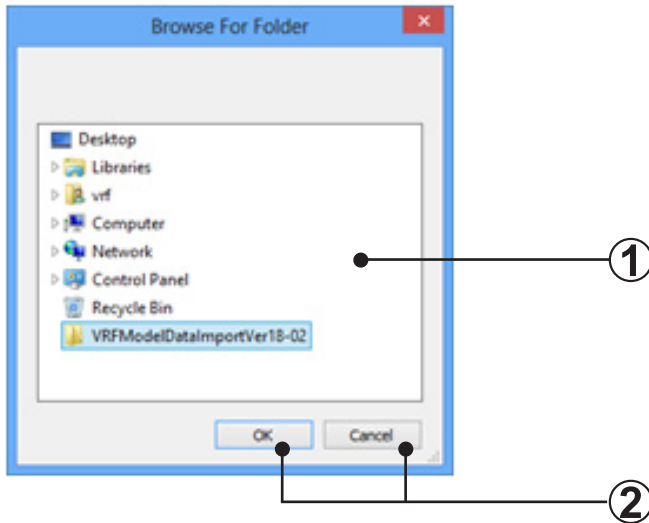 Browse For Folder
Desktop
Libraries
vrf
Computer
Network
Control Panel
Recycle Bin
VRFModelDataImportVer18-02
OK
Cancel
1
2